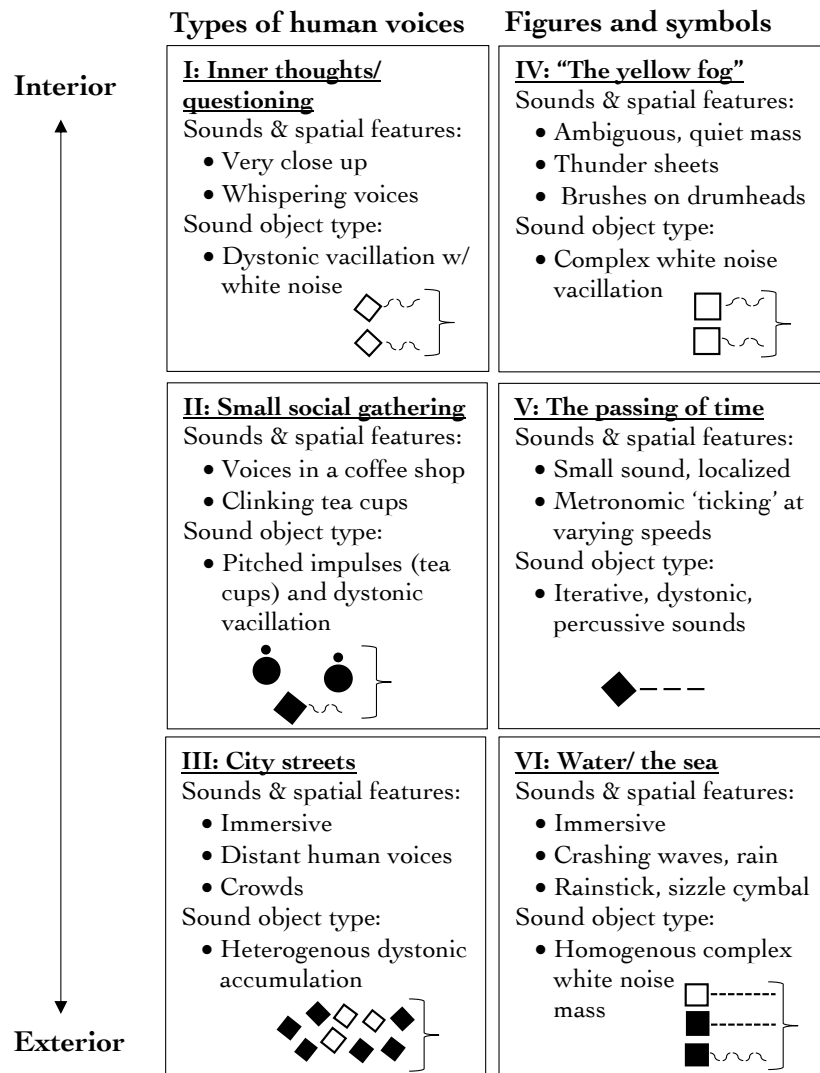 Types of human voices
Figures and symbols
Interior
Exterior
I: Inner thoughts/
questioning
Sounds & spatial features:
• Very close up
• Whispering voices
Sound object type:
• Dystonic vacillation w/
white noise
II: Small social gathering
Sounds & spatial features:
• Voices in a coffee shop
• Clinking tea cups
Sound object type:
• Pitched impulses (tea
cups) and dystonic
vacillation
III: City streets
Sounds & spatial features:
• Immersive
• Distant human voices
• Crowds
Sound object type:
• Heterogenous dystonic
accumulation
IV: “The yellow fog”
Sounds & spatial features:
• Ambiguous, quiet mass
• Thunder sheets
• Brushes on drumheads
Sound object type:
• Complex white noise
vacillation
V: The passing of time
Sounds & spatial features:
• Small sound, localized
• Metronomic ‘ticking’ at
varying speeds
Sound object type:
• Iterative, dystonic,
percussive sounds
VI: Water/ the sea
Sounds & spatial features:
• Immersive
• Crashing waves, rain
• Rainstick, sizzle cymbal
Sound object type:
• Homogenous complex
white noise
mass